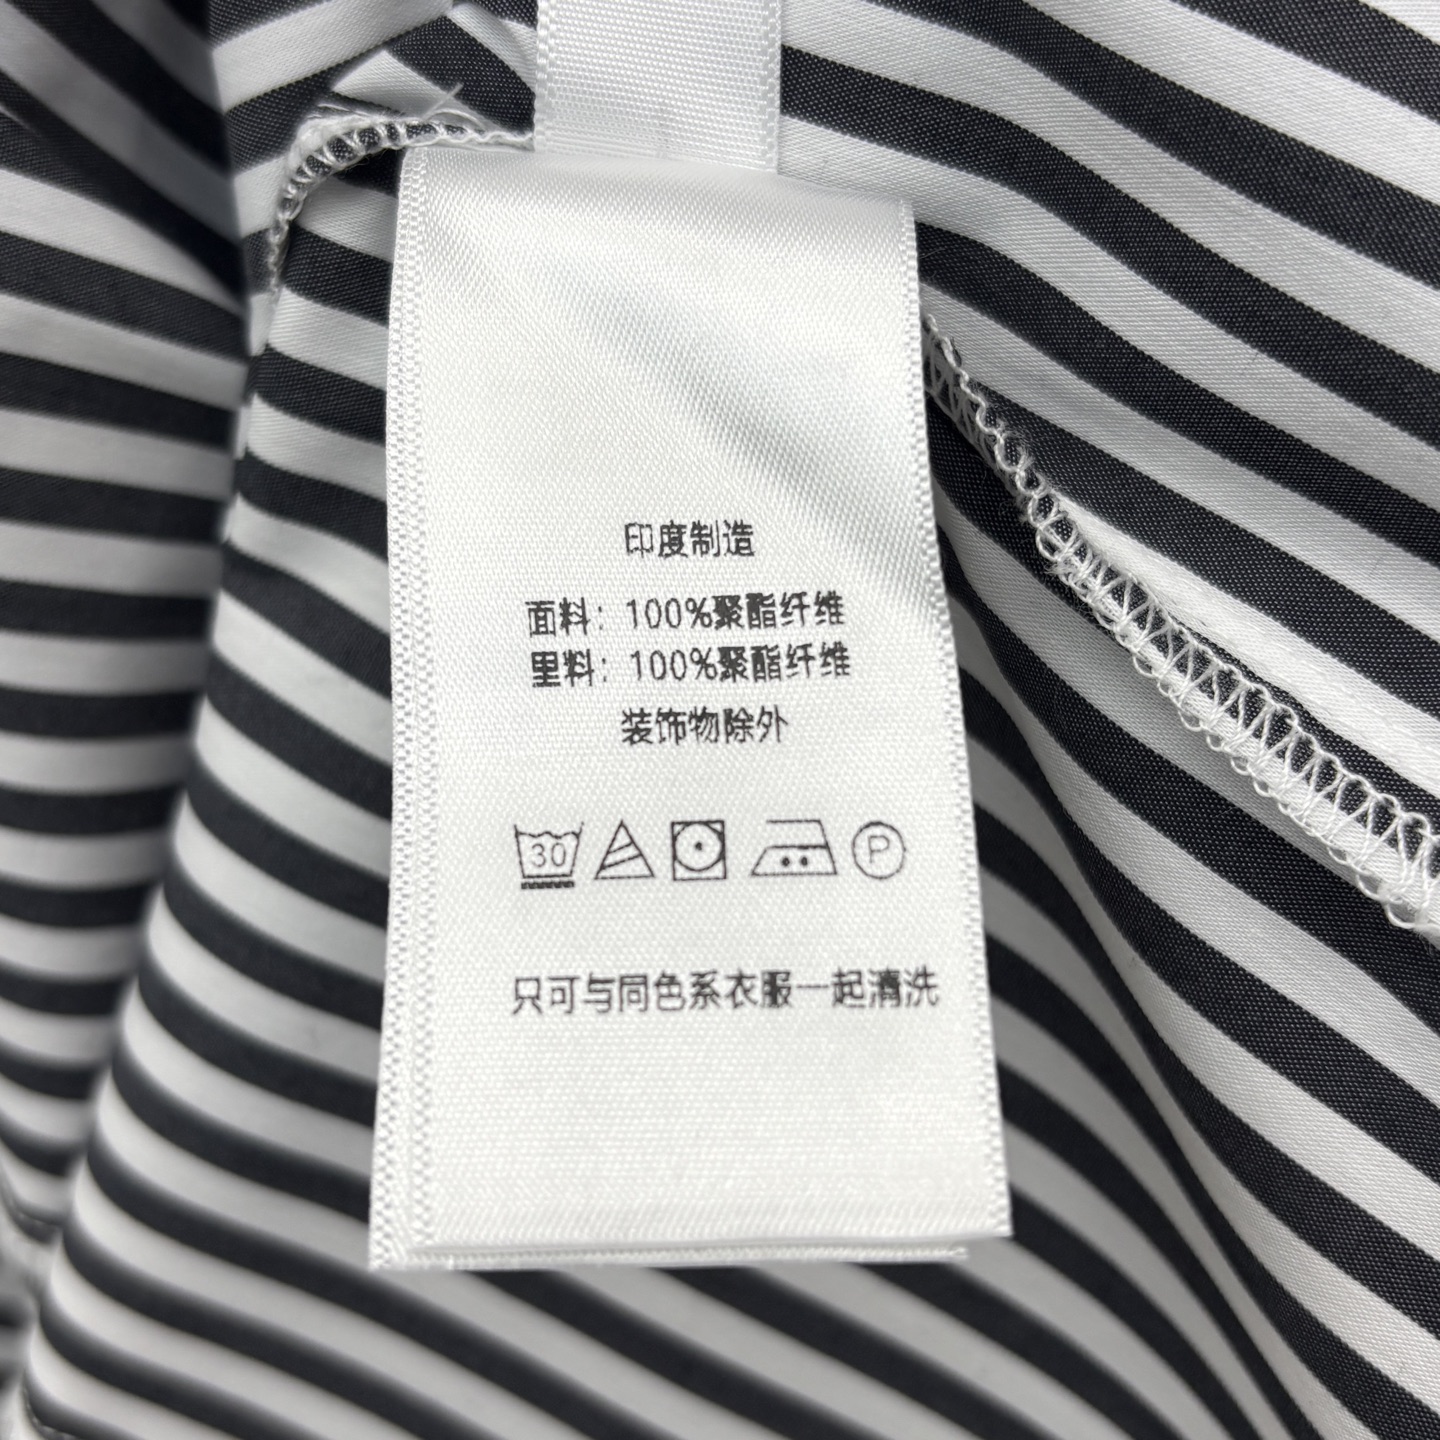 印度制造
面料：100%聚酯纤维
里料：100%聚酯纤维
装饰物除外
30 P
只可与同色系衣服一起清洗